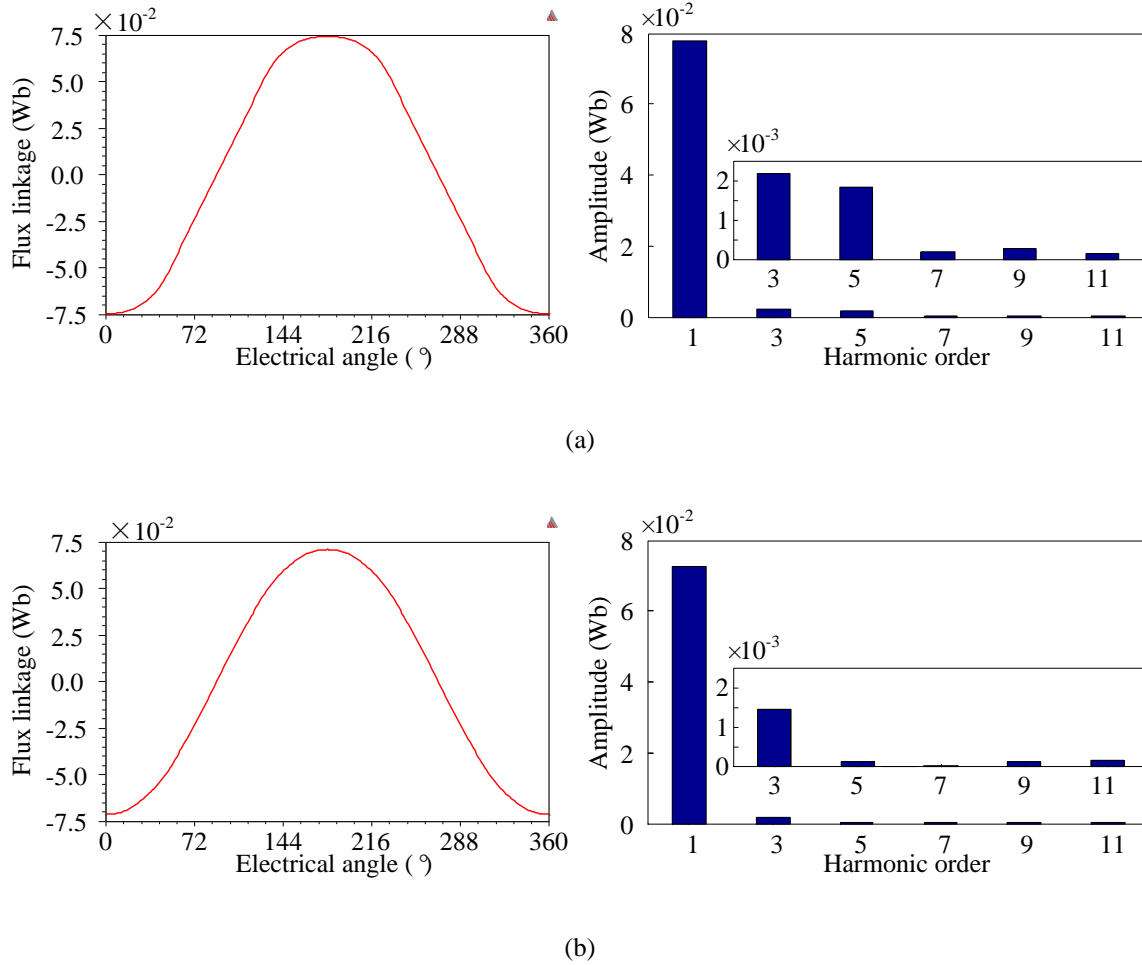 ×10-2
7.5
5.0
2.5
0.0
-2.5
-5.0
-7.5
Flux linkage (Wb)
0 72 144 216 288 360
Electrical angle (°)
×10-2
8
6
4
2
0
Amplitude (Wb)
×10-3
2
1
0
3 5 7 9 11
1 3 5 7 9 11
Harmonic order
(a)
×10-2
7.5
5.0
2.5
0.0
-2.5
-5.0
-7.5
Flux linkage (Wb)
0 72 144 216 288 360
Electrical angle (°)
×10-2
8
6
4
2
0
Amplitude (Wb)
×10-3
2
1
0
3 5 7 9 11
1 3 5 7 9 11
Harmonic order
(b)